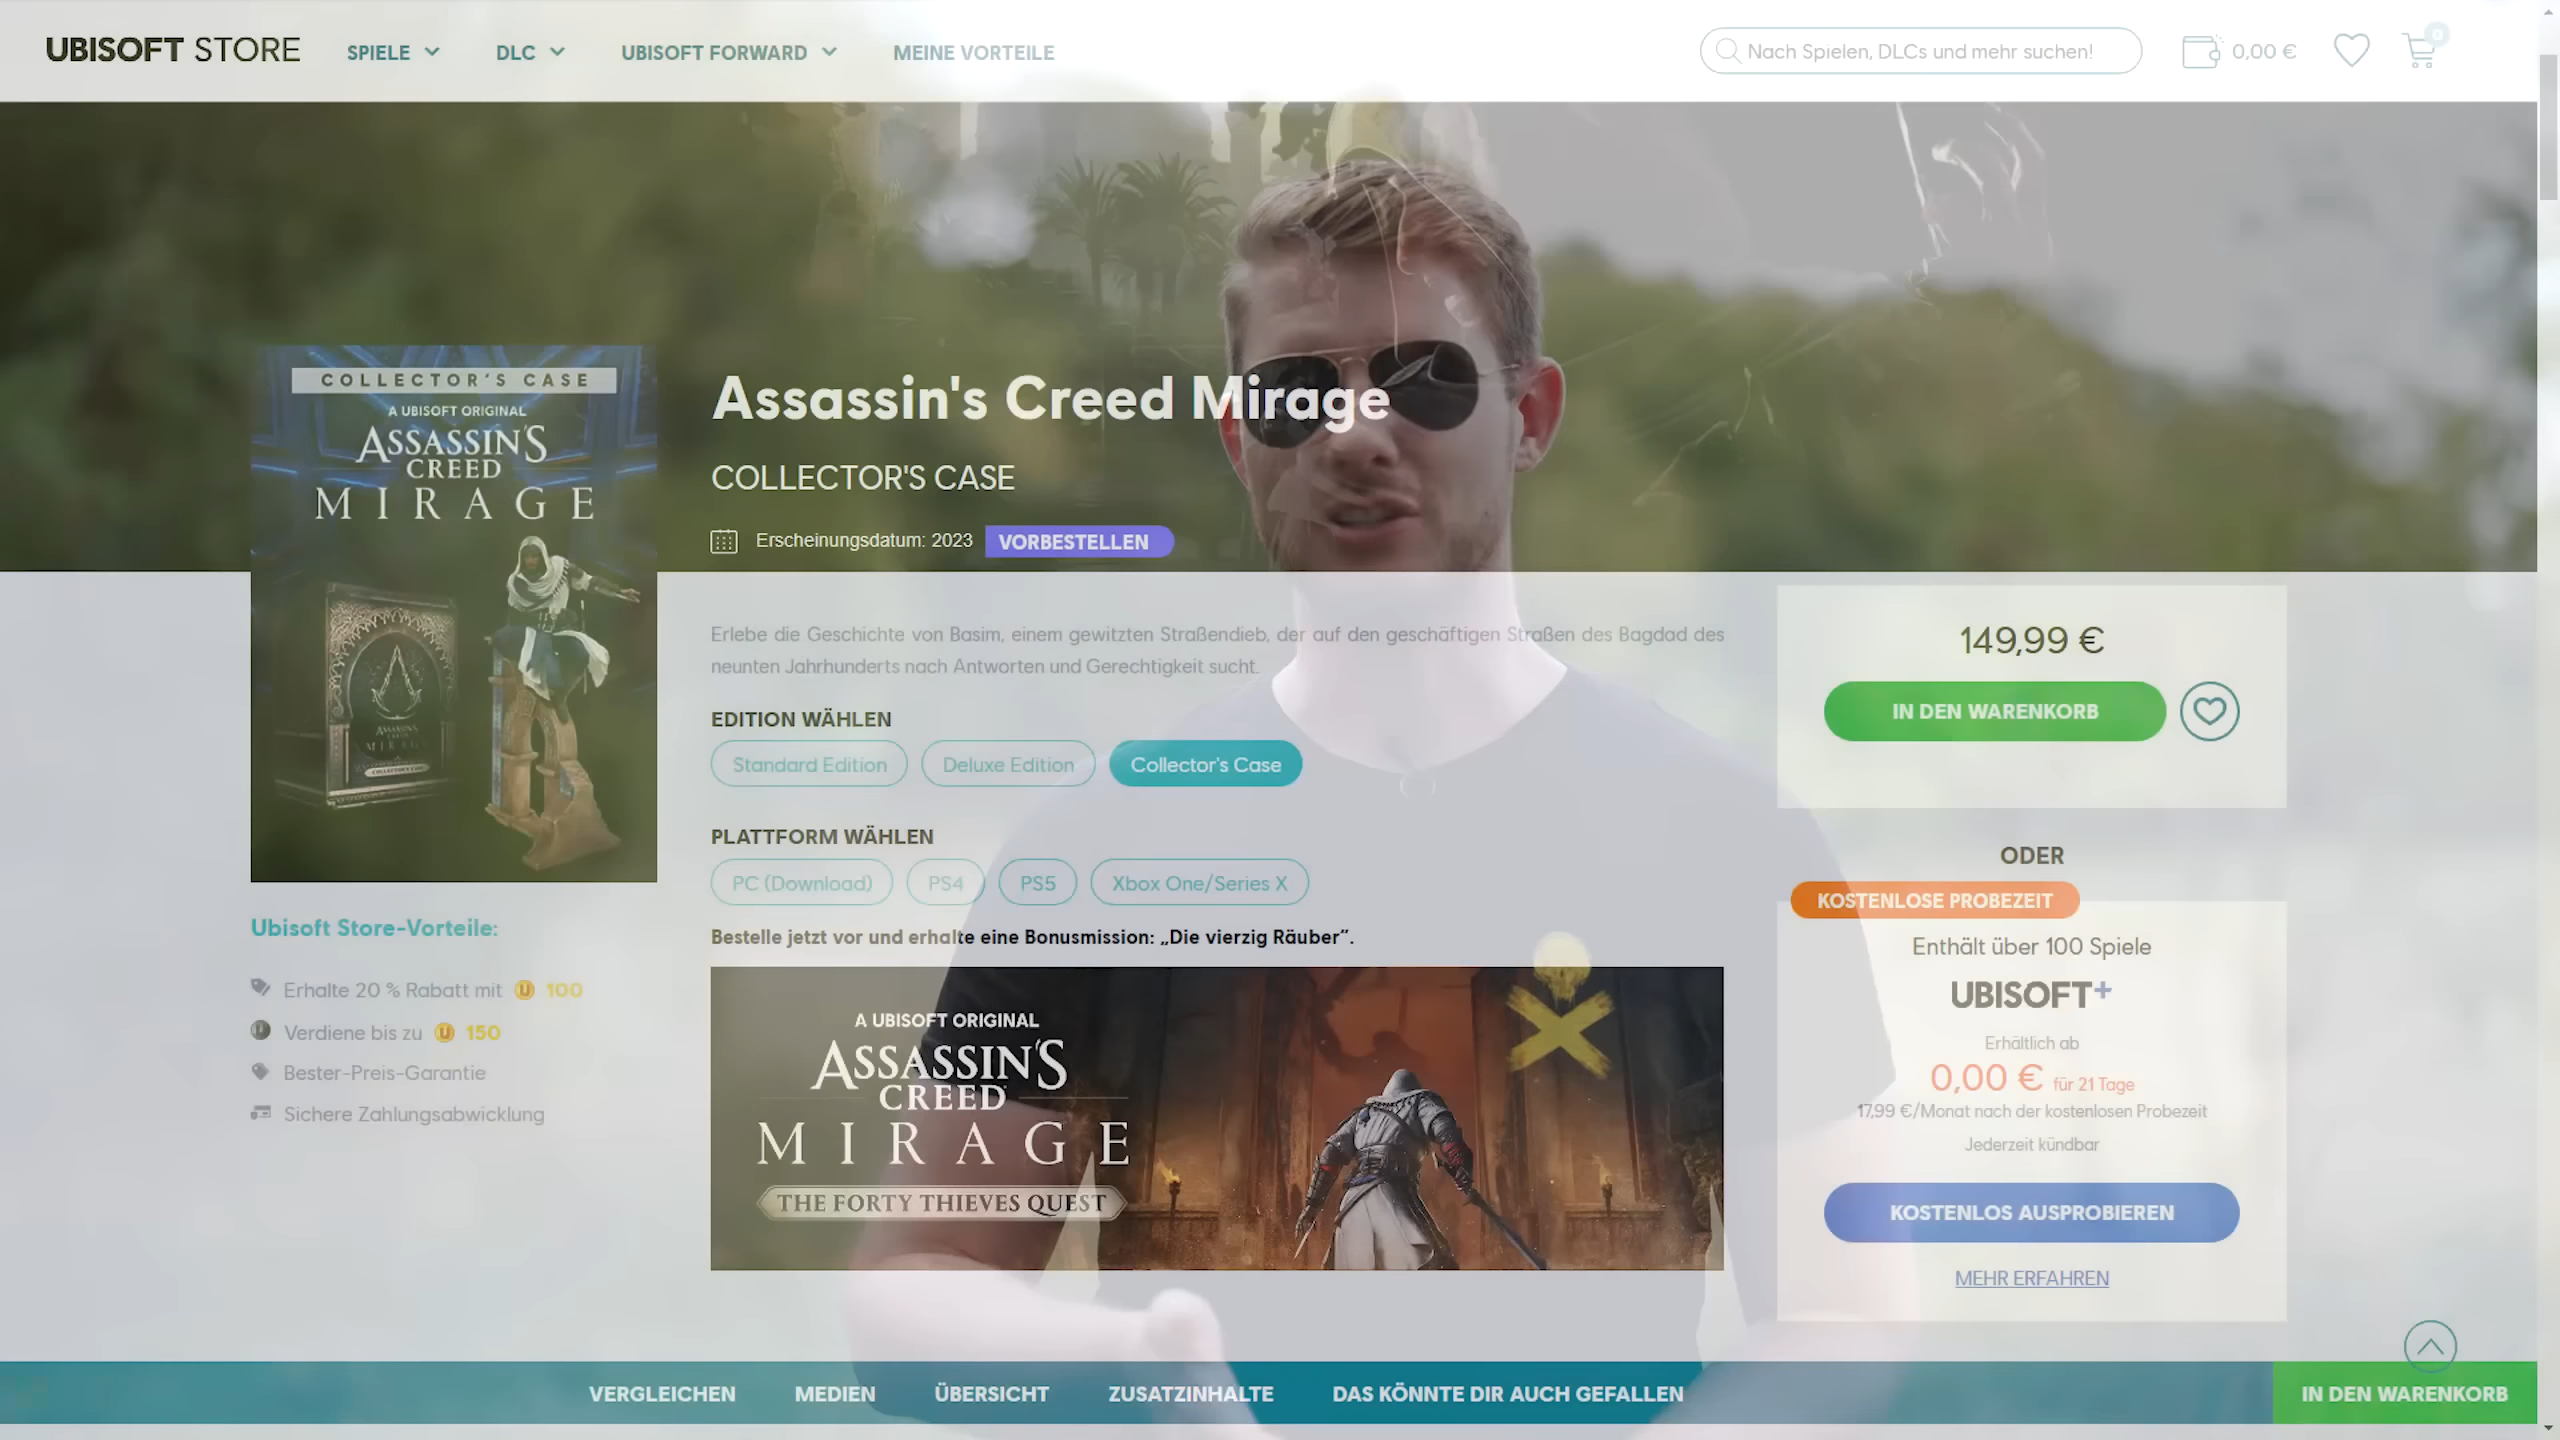 UBISOFT STORE
SPIELE
DLC
UBISOFT FORWARD
MEINE VORTEILE
Nach Spielen, DLCs und mehr suchen!
0,00 €
0
COLLECTOR'S CASE
A UBISOFT ORIGINAL
ASSASSIN'S
CREED
MIRAGE
ASSASSIN'S
MIRAGE
COLLECTOR'S CASE
Assassin's Creed Mirage
COLLECTOR'S CASE
Erscheinungsdatum: 2023
VORBESTELLEN
Erlebe die Geschichte von Basim, einem gewitzten Straßendieb, der auf den geschäftigen Straßen des Bagdad des
neunten Jahrhunderts nach Antworten und Gerechtigkeit sucht.
EDITION WÄHLEN
Standard Edition
Deluxe Edition
Collector's Case
PLATTFORM WÄHLEN
PC (Download)
PS4
PS5
Xbox One/Series X
Bestelle jetzt vor und erhalte eine Bonusmission: „Die vierzig Räuber”.
A UBISOFT ORIGINAL
ASSASSIN'S
CREED
MIRAGE
THE FORTY THIEVES QUEST
149,99 €
IN DEN WARENKORB
ODER
KOSTENLOSE PROBEZEIT
Enthält über 100 Spiele
UBISOFT+
Erhältlich ab
0,00 € für 21 Tage
17,99 €/Monat nach der kostenlosen Probezeit
Jederzeit kündbar
KOSTENLOS AUSPROBIEREN
MEHR ERFAHREN
Ubisoft Store-Vorteile:
Erhalte 20 % Rabatt mit 100
Verdiene bis zu 150
Bester-Preis-Garantie
Sichere Zahlungsabwicklung
VERGLEICHEN
MEDIEN
ÜBERSICHT
ZUSATZINHALTE
DAS KÖNNTE DIR AUCH GEFALLEN
IN DEN WARENKORB